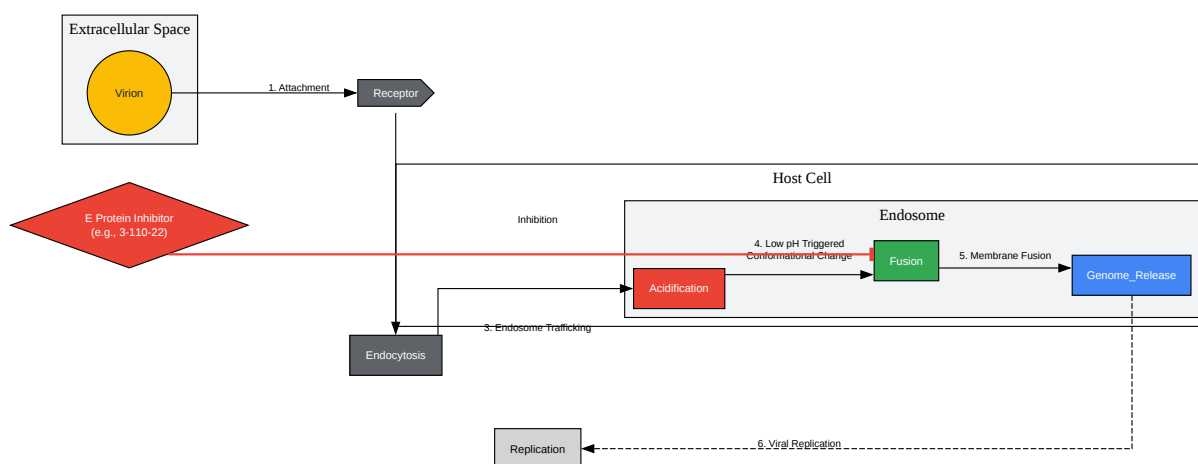 Extracellular Space
Virion
1. Attachment
Receptor
Host Cell
E Protein Inhibitor
(e.g., 3-110-22)
Inhibition
Endosome
4. Low pH Triggered
Conformational Change
Fusion
5. Membrane Fusion
Genome_Release
Acidification
3. Endosome Trafficking
Endocytosis
Replication
6. Viral Replication